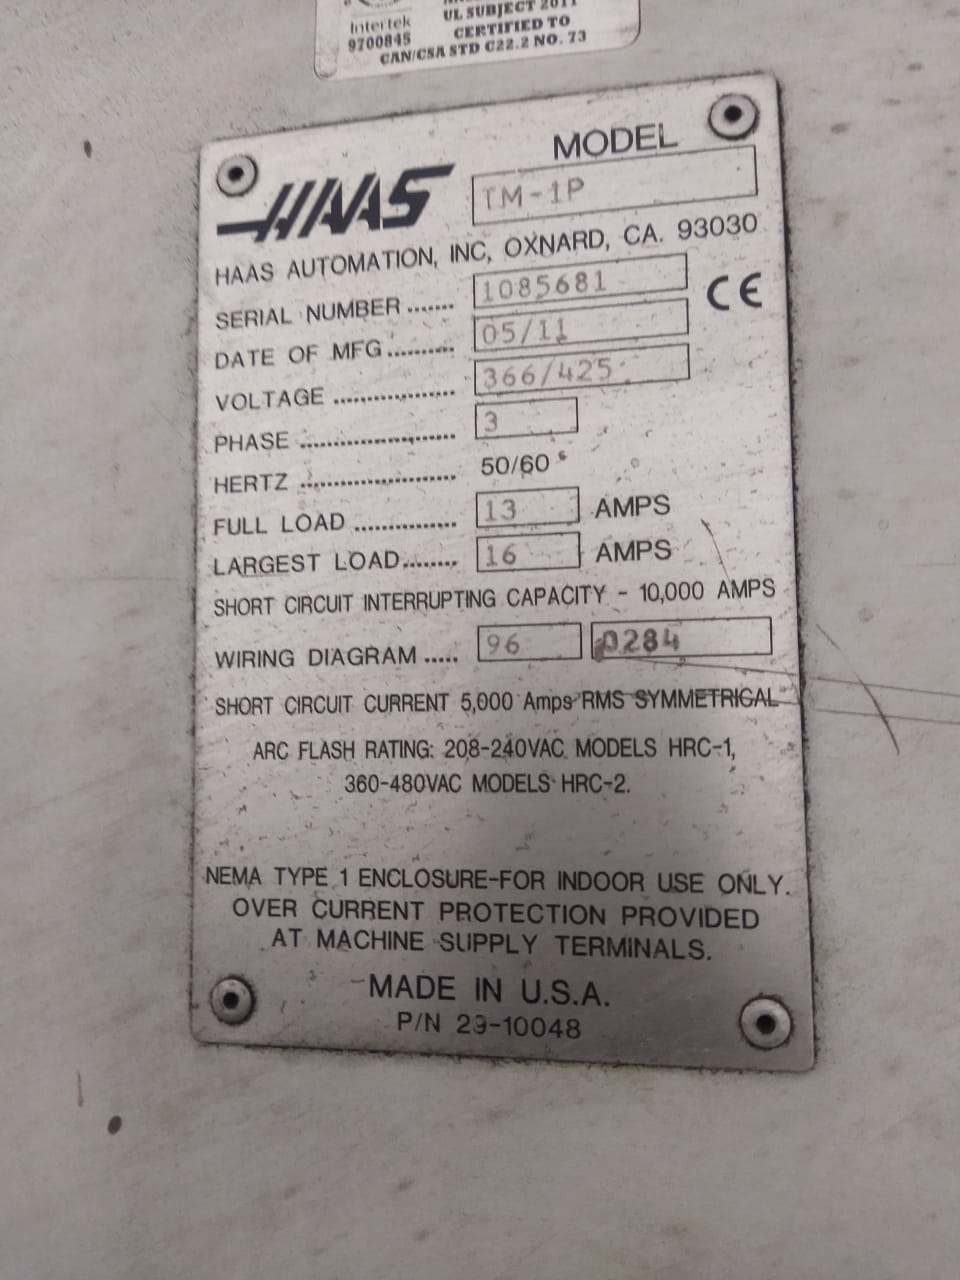 Intertek
9700845
UL SUBJECT 2011
CERTIFIED TO
CAN/CSA STD C22.2 NO. 73
HAAS
MODEL
TM-1P
HAAS AUTOMATION, INC, OXNARD, CA. 93030
SERIAL NUMBER ....... 1085681
CE
DATE OF MFG.......... 05/11
VOLTAGE .................. 366/425
PHASE ....................... 3
HERTZ ....................... 50/60
FULL LOAD ............... 13 AMPS
LARGEST LOAD........ 16 AMPS
SHORT CIRCUIT INTERRUPTING CAPACITY - 10,000 AMPS
WIRING DIAGRAM ..... 96 0284
SHORT CIRCUIT CURRENT 5,000 Amps RMS SYMMETRICAL
ARC FLASH RATING: 208-240VAC MODELS HRC-1,
360-480VAC MODELS HRC-2.
NEMA TYPE 1 ENCLOSURE-FOR INDOOR USE ONLY.
OVER CURRENT PROTECTION PROVIDED
AT MACHINE SUPPLY TERMINALS.
MADE IN U.S.A.
P/N 29-10048